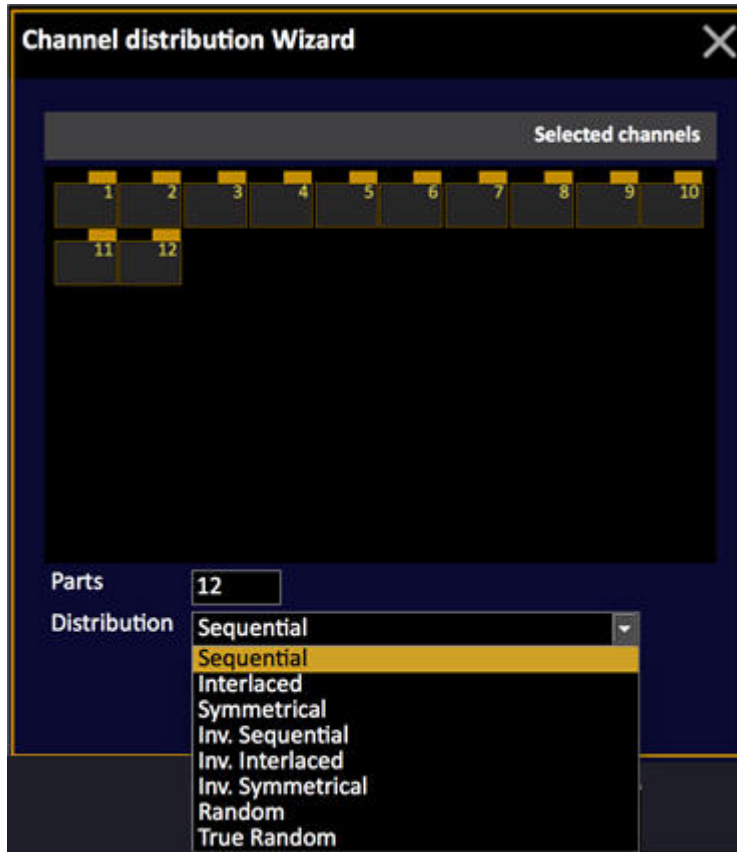 Channel distribution Wizard
Selected channels
1 2 3 4 5 6 7 8 9 10
11 12
Parts 12
Distribution Sequential
Sequential
Interlaced
Symmetrical
Inv. Sequential
Inv. Interlaced
Inv. Symmetrical
Random
True Random